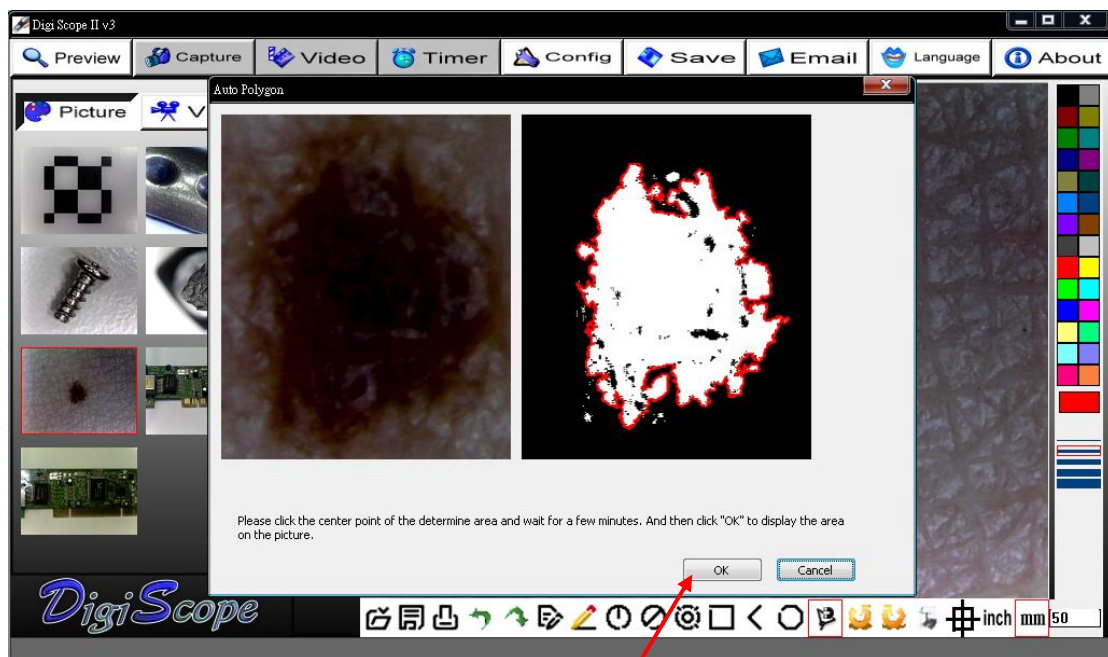 Digi Scope II v3
Preview Capture Video Timer Config Save Email Language About
Auto Polygon
Picture V
Please click the center point of the determine area and wait for a few minutes. And then click "OK" to display the area
on the picture.
OK Cancel
DigiScope
inch mm 50